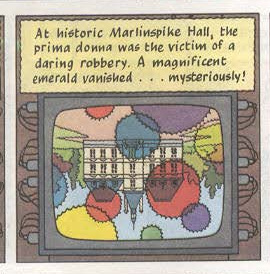 At historic Marlinspike Hall, the
prima donna was the victim of a
daring robbery. A magnificent
emerald vanished . . . mysteriously!